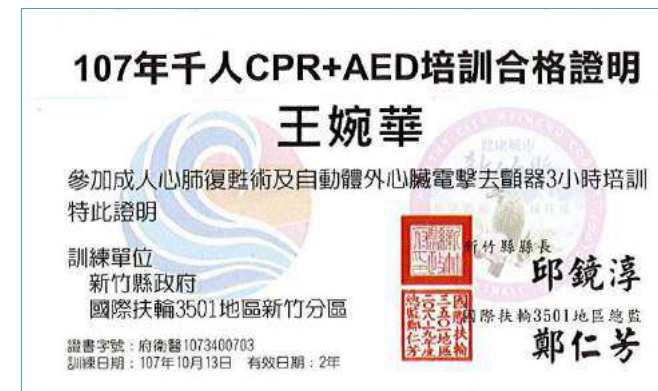 107年千人CPR+AED培訓合格證明
王婉華
參加成人心肺復甦術及自動體外心臟電擊去顫器3小時培訓
特此證明
訓練單位
新竹縣政府
國際扶輪3501地區新竹分區
新竹縣縣長
邱鏡淳
國際扶輪3501地區總監
鄭仁芳
證書字號：府衛醫1073400703
訓練日期：107年10月13日 有效日期：2年